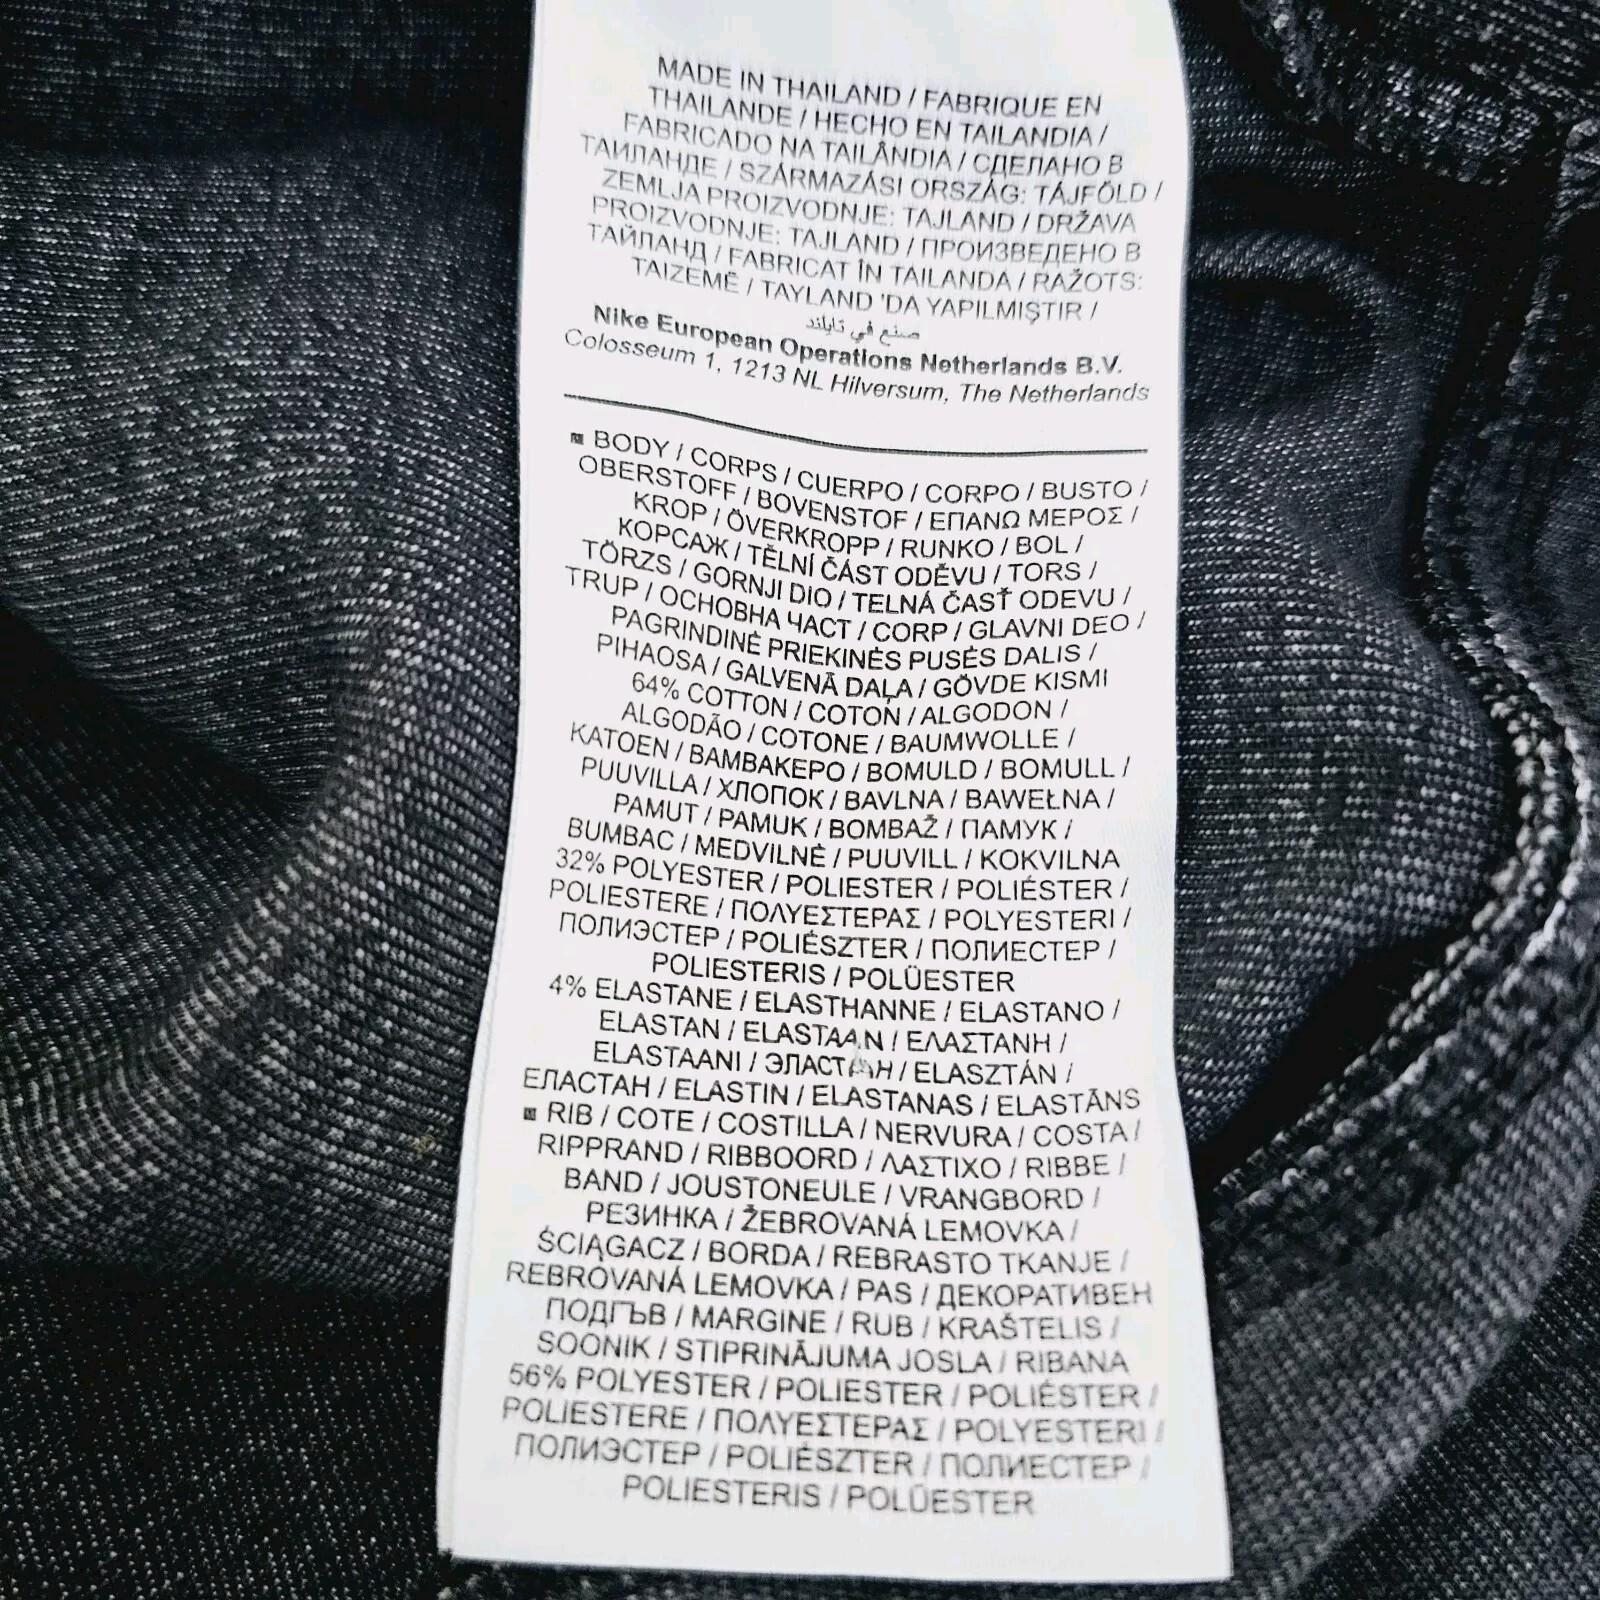 MADE IN THAILAND / FABRIQUE EN
THAILANDE / HECHO EN TAILANDIA /
FABRICADO NA TAILÂNDIA / СДЕЛАНО В
ТАИЛАНДЕ / SZÁRMAZÁSI ORSZÁG: TÁJFÖLD /
ZEMLJA PROIZVODNJE: TAJLAND / DRŽAVA
PROIZVODNJE: TAJLAND / ПРОИЗВЕДЕНО В
ТАЙЛАНД / FABRICAT ÎN TAILANDA / RAŽOTS:
TAIZEMĒ / TAYLAND 'DA YAPILMIŞTIR /
صنع في تايلند
Nike European Operations Netherlands B.V.
Colosseum 1, 1213 NL Hilversum, The Netherlands
BODY / CORPS / CUERPO / CORPO / BUSTO /
OBERSTOFF / BOVENSTOF / ΕΠΑΝΩ ΜΕΡΟΣ /
KROP / ÖVERKROPP / RUNKO / BOL /
КОРСАЖ / TĚLNÍ ČÁST ODĚVU / TORS /
TÖRZS / GORNJI DIO / TELNÁ ČASŤ ODEVU /
TRUP / ОСНОВНА ЧАСТ / CORP / GLAVNI DEO /
PAGRINDINĖ PRIEKINĖS PUSĖS DALIS /
PIHAOSA / GALVENĀ DAĻA / GÖVDE KISMI
64% COTTON / COTON / ALGODON /
ALGODÃO / COTONE / BAUMWOLLE /
KATOEN / ΒΑΜΒΑΚΕΡΟ / BOMULD / BOMULL /
PUUVILLA / ХЛОПОК / BAVLNA / BAWEŁNA /
PAMUT / PAMUK / BOMBAŽ / ПАМУК /
BUMBAC / MEDVILNĖ / PUUVILL / KOKVILNA
32% POLYESTER / POLIESTER / POLIÉSTER /
POLIESTERE / ΠΟΛΥΕΣΤΕΡΑΣ / POLYESTERI /
ПОЛИЭСТЕР / POLIÉSZTER / ПОЛИЕСТЕР /
POLIESTERIS / POLÜESTER
4% ELASTANE / ELASTHANNE / ELASTANO /
ELASTAN / ELASTAAN / ΕΛΑΣΤΑΝΗ /
ELASTAANI / ЭЛАСТАН / ELASZTÁN /
ЕЛАСТАН / ELASTIN / ELASTANAS / ELASTĀNS
RIB / COTE / COSTILLA / NERVURA / COSTA /
RIPPRAND / RIBBOORD / ΛΑΣΤΙΧΟ / RIBBE /
BAND / JOUSTONEULE / VRANGBORD /
РЕЗИНКА / ŽEBROVANÁ LEMOVKA /
ŚCIĄGACZ / BORDA / REBRASTO TKANJE /
REBROVANÁ LEMOVKA / PAS / ДЕКОРАТИВЕН
ПОДГЪВ / MARGINE / RUB / KRAŠTELIS /
SOONIK / STIPRINĀJUMA JOSLA / RIBANA
56% POLYESTER / POLIESTER / POLIÉSTER /
POLIESTERE / ΠΟΛΥΕΣΤΕΡΑΣ / POLYESTERI /
ПОЛИЭСТЕР / POLIÉSZTER / ПОЛИЕСТЕР /
POLIESTERIS / POLÜESTER